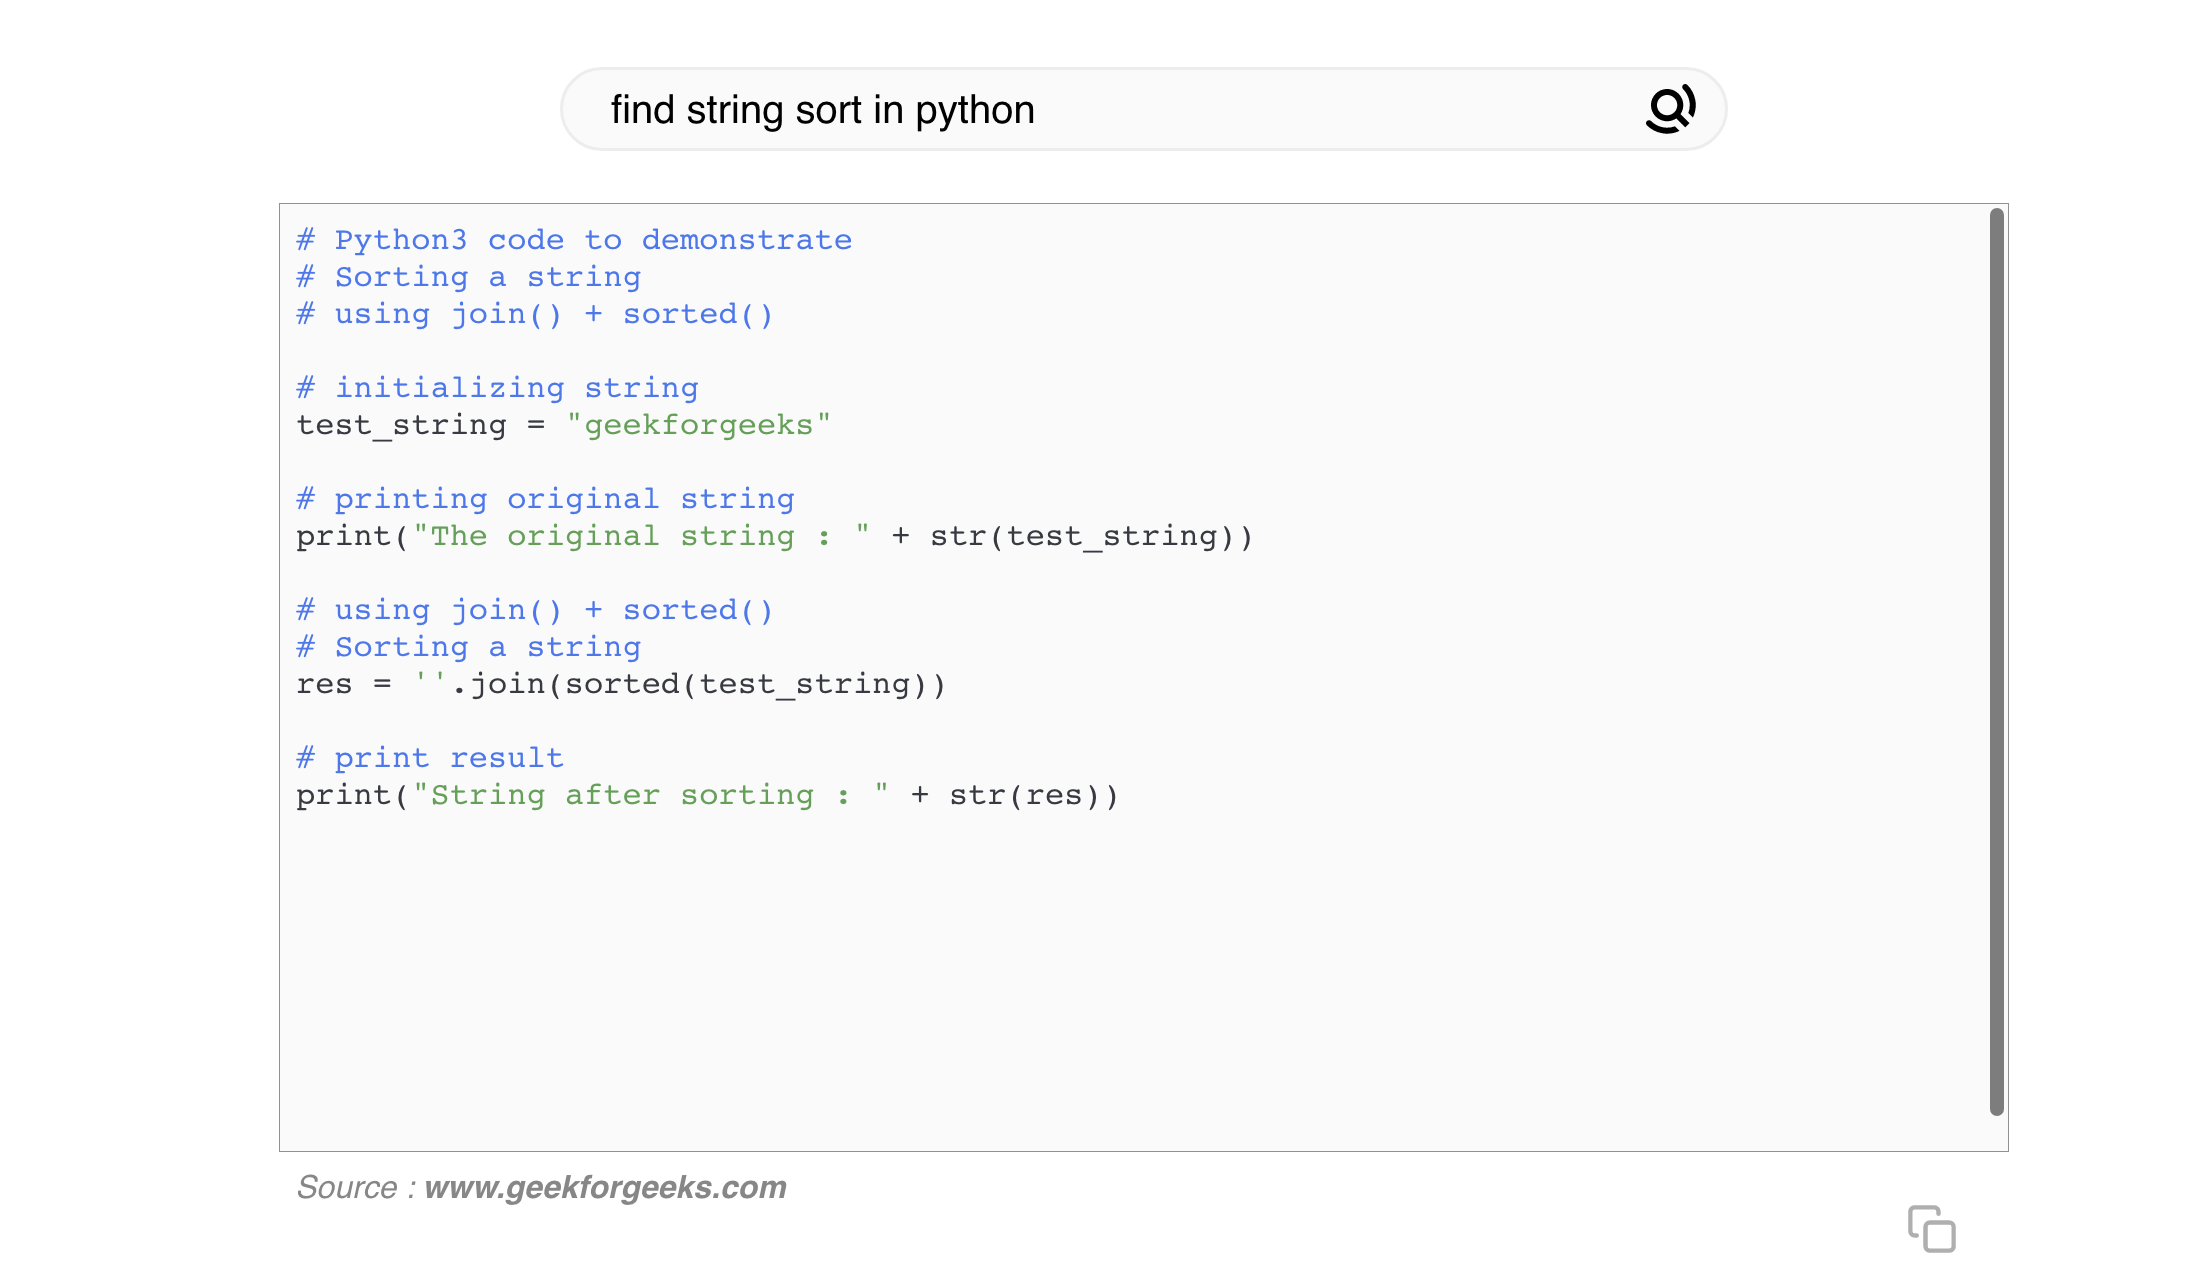 find string sort in python
# Python3 code to demonstrate
# Sorting a string
# using join() + sorted()
# initializing string
test_string = "geekforgeeks"
# printing original string
print("The original string : " + str(test_string))
# using join() + sorted()
# Sorting a string
res = ''.join(sorted(test_string))
# print result
print("String after sorting : " + str(res))
Source : www.geekforgeeks.com